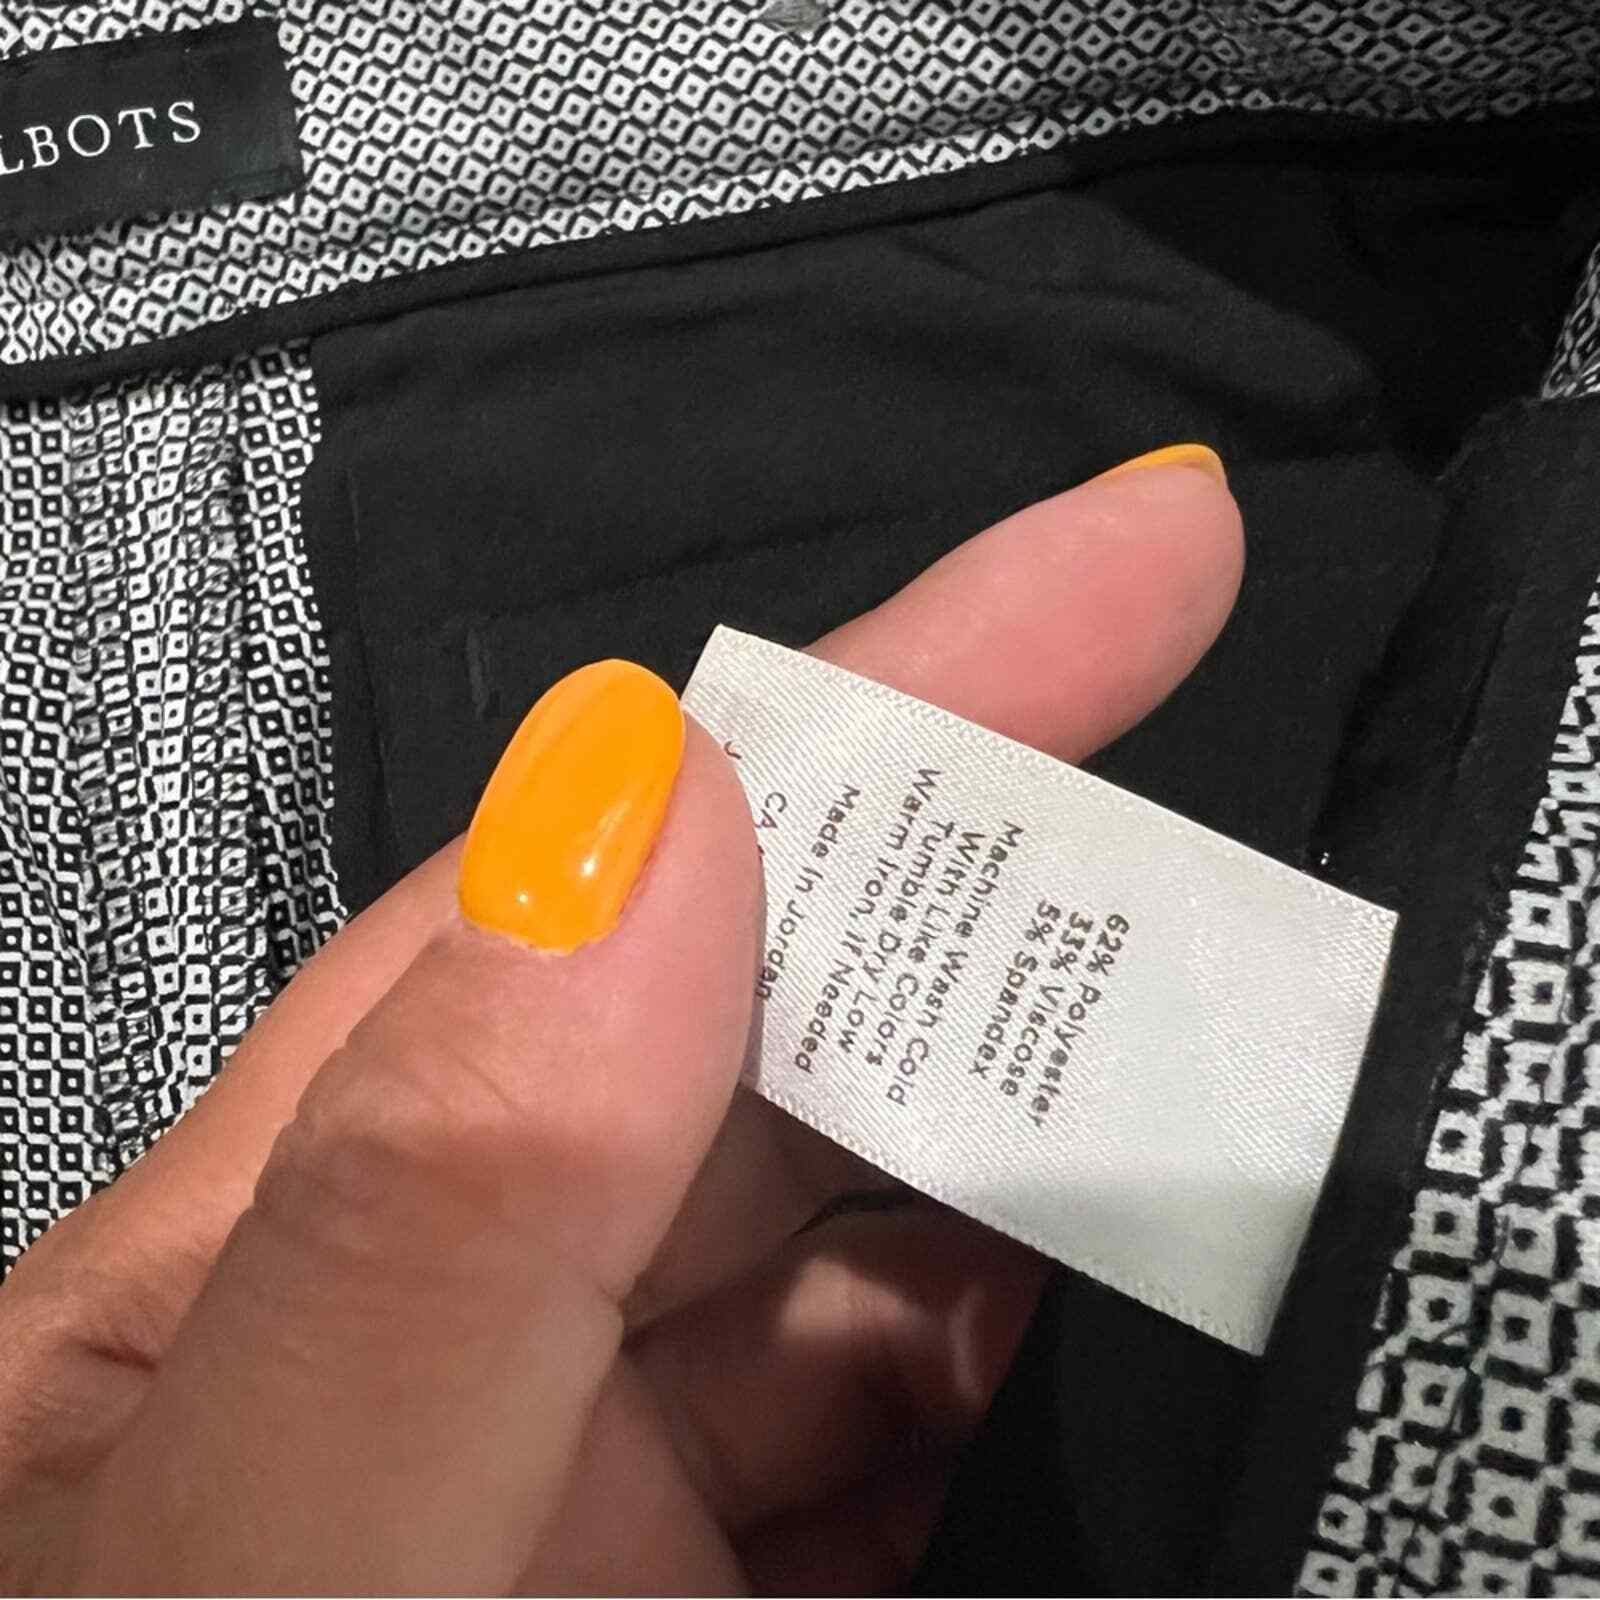 LBOTS
62% Polyester
33% Viscose
5% Spandex
Machine Wash Cold
With Like Colors
Tumble Dry Low
Warm Iron, If Needed
Made In Jordan
CA